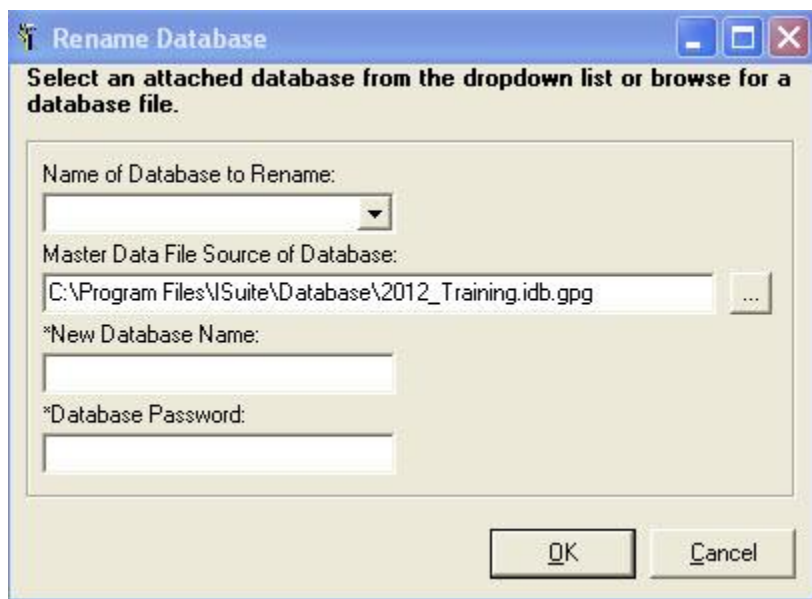 Rename Database
Select an attached database from the dropdown list or browse for a
database file.
Name of Database to Rename:
Master Data File Source of Database:
C:\Program Files\ISuite\Database\2012_Training.idb.gpg
...
*New Database Name:
*Database Password:
OK
Cancel